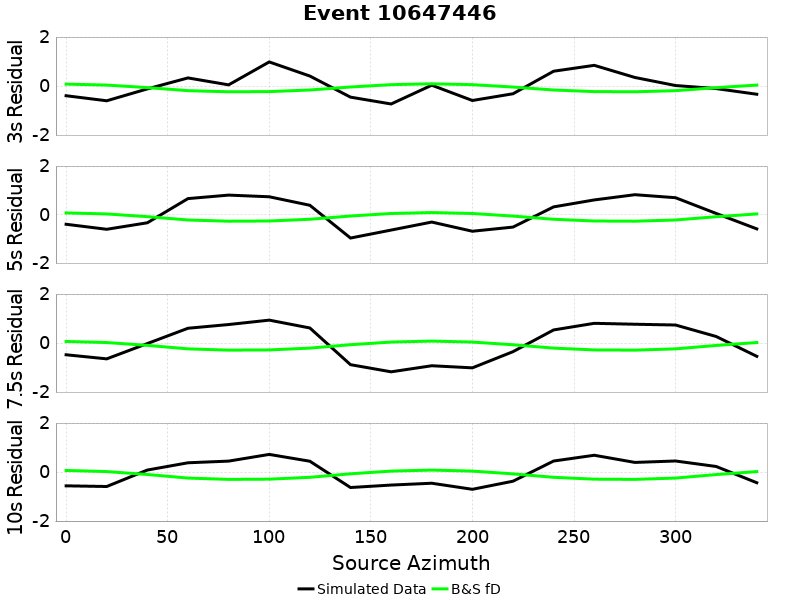 Event 10647446
3s Residual
2
0
-2
5s Residual
2
0
-2
7.5s Residual
2
0
-2
10s Residual
2
0
-2
0 50 100 150 200 250 300
Source Azimuth
Simulated Data B&S fD